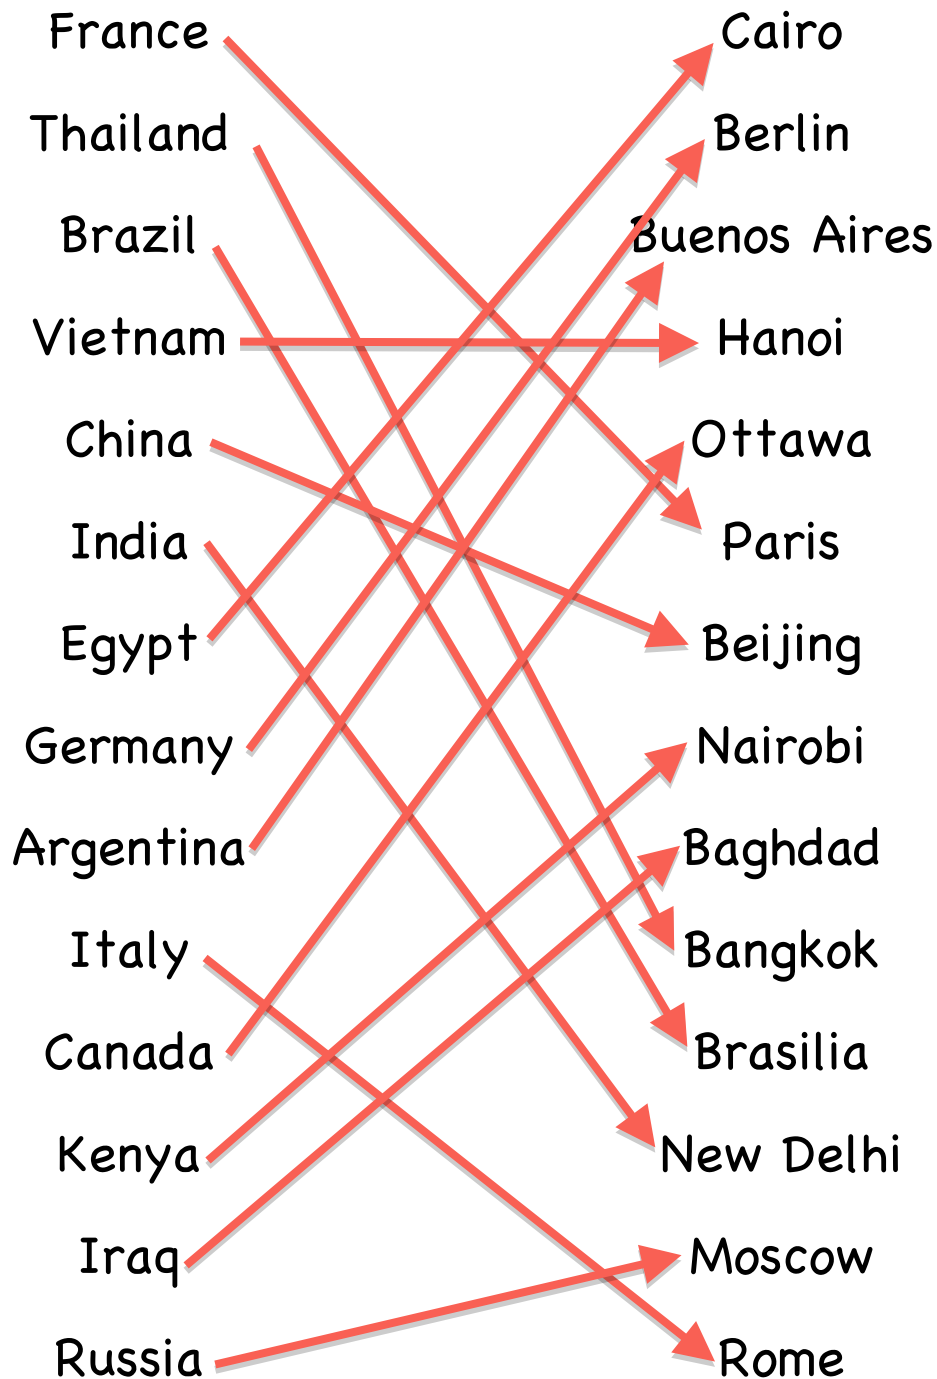 France Cairo
Thailand Berlin
Brazil Buenos Aires
Vietnam Hanoi
China Ottawa
India Paris
Egypt Beijing
Germany Nairobi
Argentina Baghdad
Italy Bangkok
Canada Brasilia
Kenya New Delhi
Iraq Moscow
Russia Rome